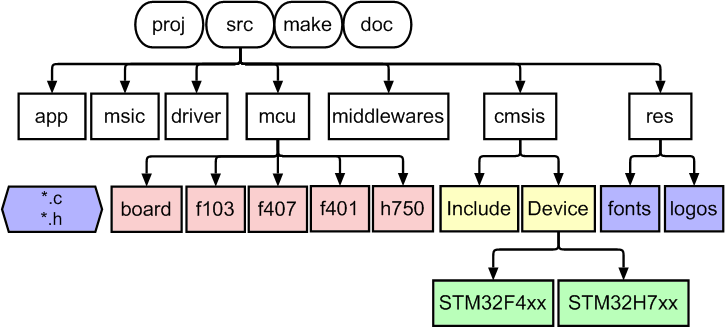 proj src make doc
app msic driver mcu middlewares cmsis res
*.c
*.h
board f103 f407 f401 h750 Include Device fonts logos
STM32F4xx STM32H7xx